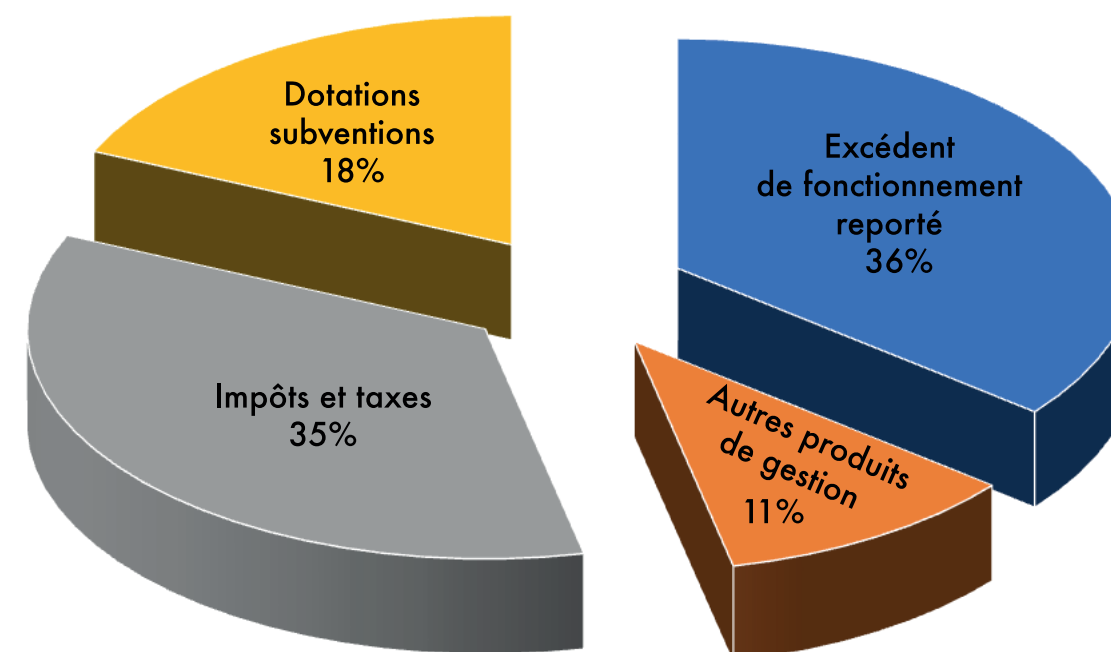 Dotations
subventions
18%
Excédent
de fonctionnement
reporté
36%
Impôts et taxes
35%
Autres produits
de gestion
11%